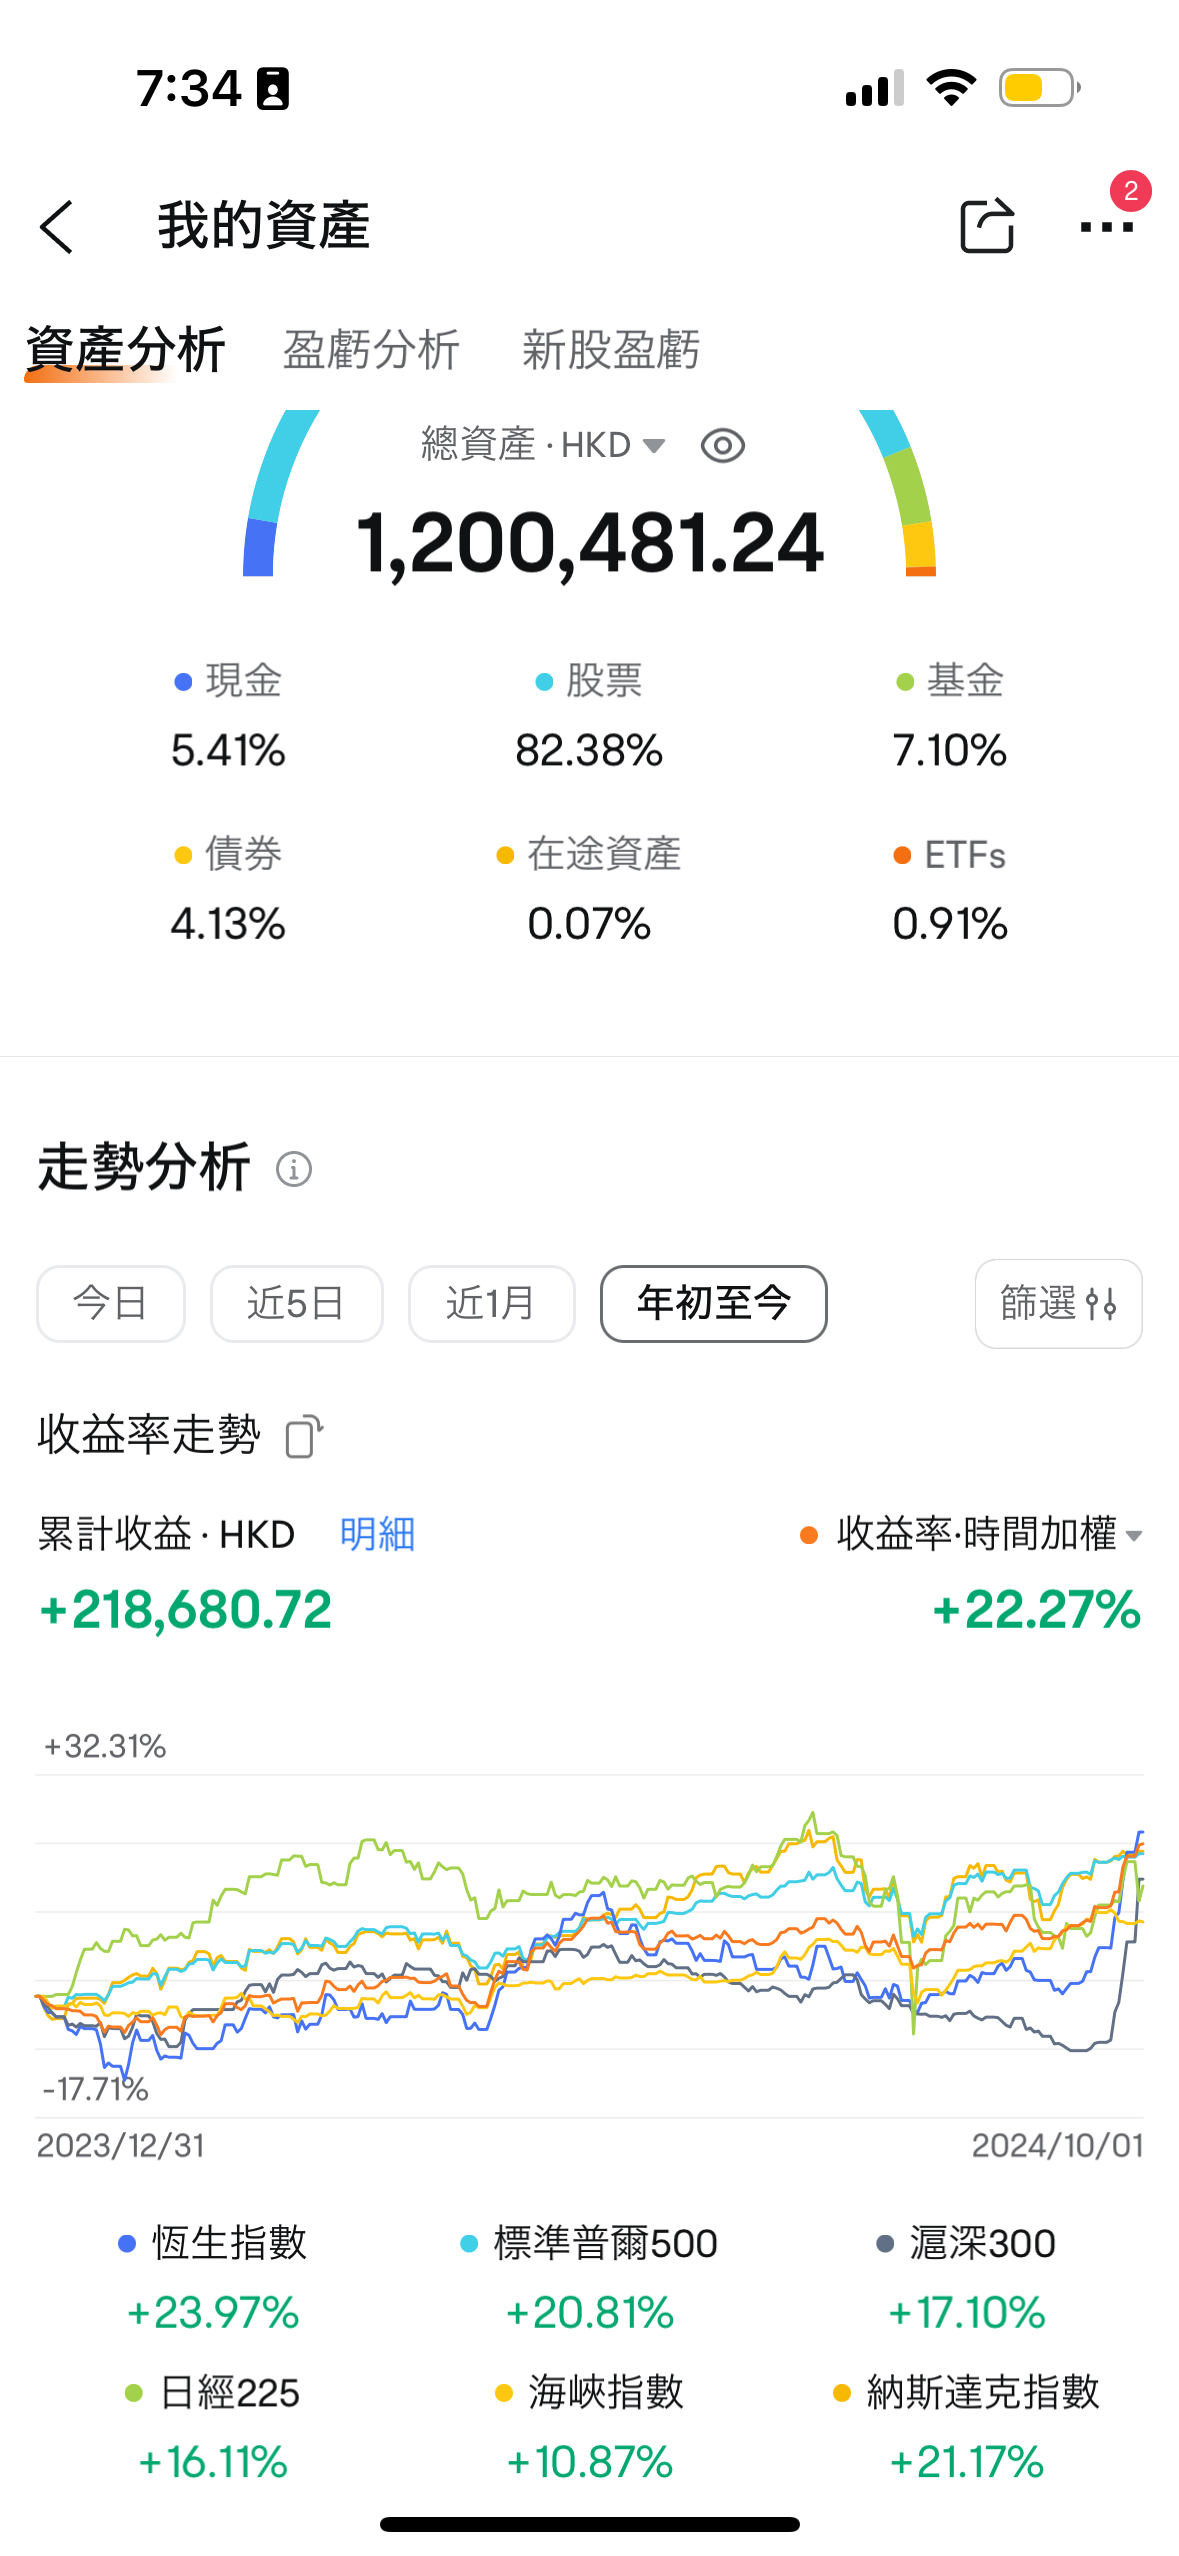 7:34
我的資產
2
資產分析 盈虧分析 新股盈虧
總資產 · HKD
1,200,481.24
現金 股票 基金
5.41% 82.38% 7.10%
債券 在途資產 ETFs
4.13% 0.07% 0.91%
走勢分析
今日 近5日 近1月 年初至今 篩選
收益率走勢
累計收益 · HKD 明細 收益率·時間加權
+218,680.72 +22.27%
+32.31%
-17.71%
2023/12/31 2024/10/01
恆生指數 標準普爾500 滬深300
+23.97% +20.81% +17.10%
日經225 海峽指數 納斯達克指數
+16.11% +10.87% +21.17%